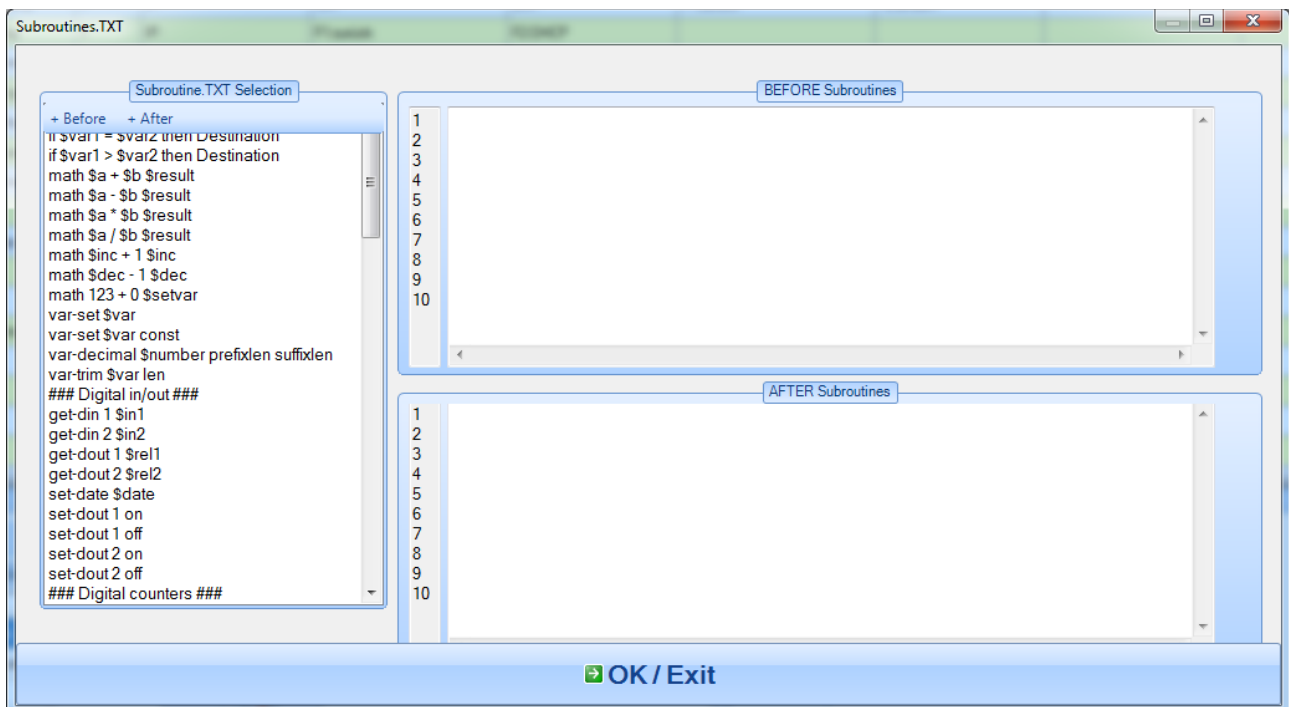 Subroutines.TXT
Subroutine.TXT Selection
+ Before + After
if $var1 = $var2 then Destination
if $var1 > $var2 then Destination
math $a + $b $result
math $a - $b $result
math $a * $b $result
math $a / $b $result
math $inc + 1 $inc
math $dec - 1 $dec
math 123 + 0 $setvar
var-set $var
var-set $var const
var-decimal $number prefixlen suffixlen
var-trim $var len
### Digital in/out ###
get-din 1 $in1
get-din 2 $in2
get-dout 1 $rel1
get-dout 2 $rel2
set-date $date
set-dout 1 on
set-dout 1 off
set-dout 2 on
set-dout 2 off
### Digital counters ###
BEFORE Subroutines
1
2
3
4
5
6
7
8
9
10
AFTER Subroutines
1
2
3
4
5
6
7
8
9
10
OK / Exit